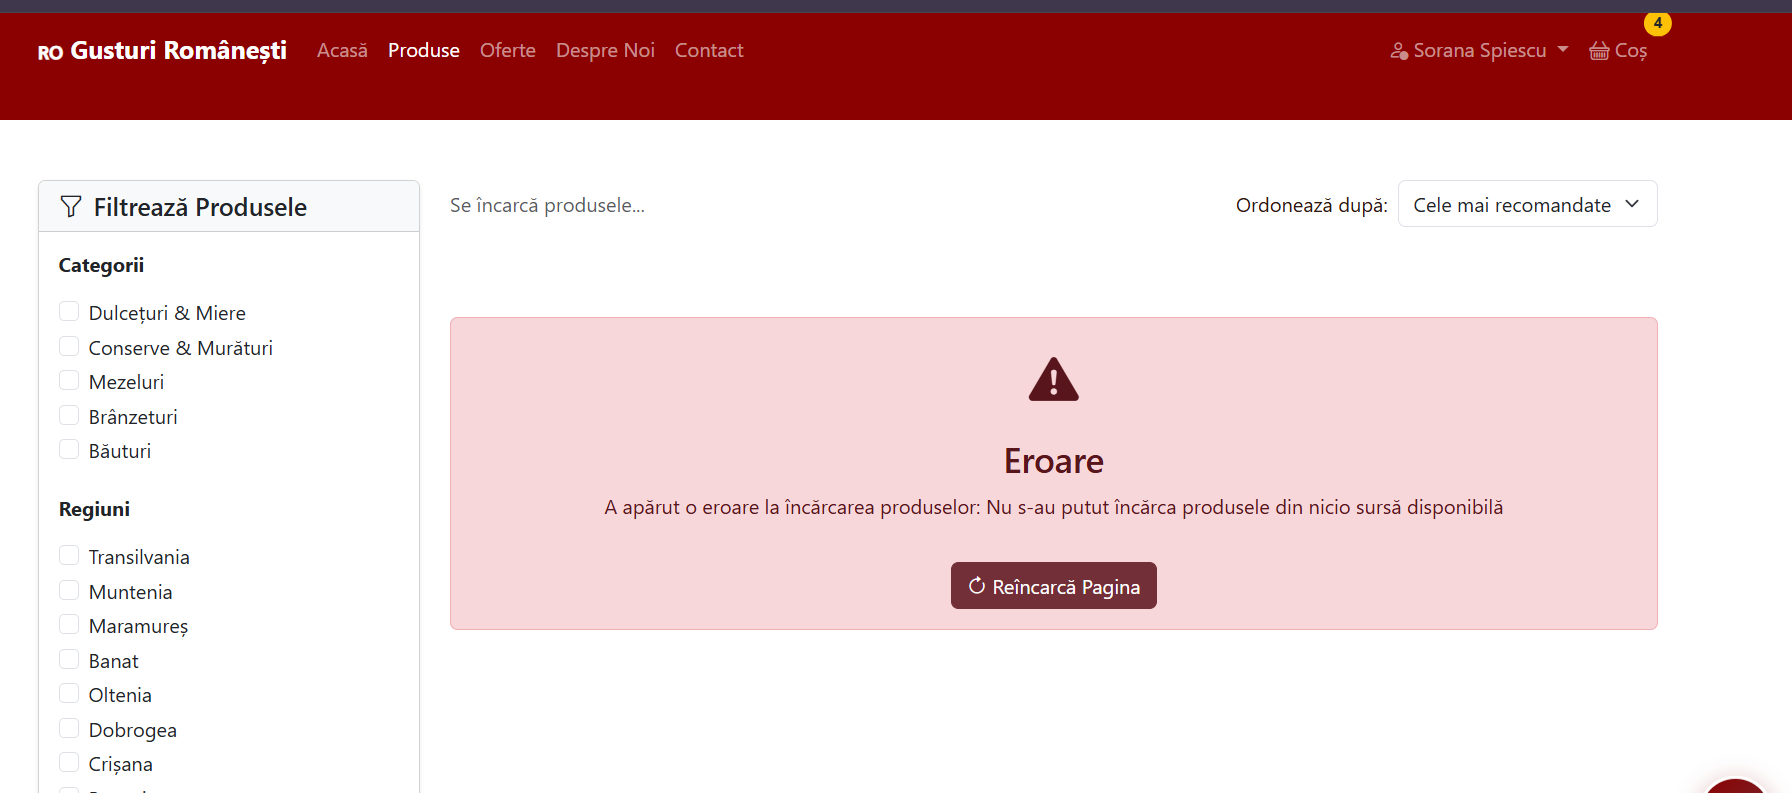 RO Gusturi Românești Acasă Produse Oferte Despre Noi Contact Sorana Spiescu Coș 4
Filtrează Produsele
Categorii
Dulcețuri & Miere
Conserve & Murături
Mezeluri
Brânzeturi
Băuturi
Regiuni
Transilvania
Muntenia
Maramureș
Banat
Oltenia
Dobrogea
Crișana
Se încarcă produsele...
Ordonează după: Cele mai recomandate
Eroare
A apărut o eroare la încărcarea produselor: Nu s-au putut încărca produsele din nicio sursă disponibilă
Reîncarcă Pagina